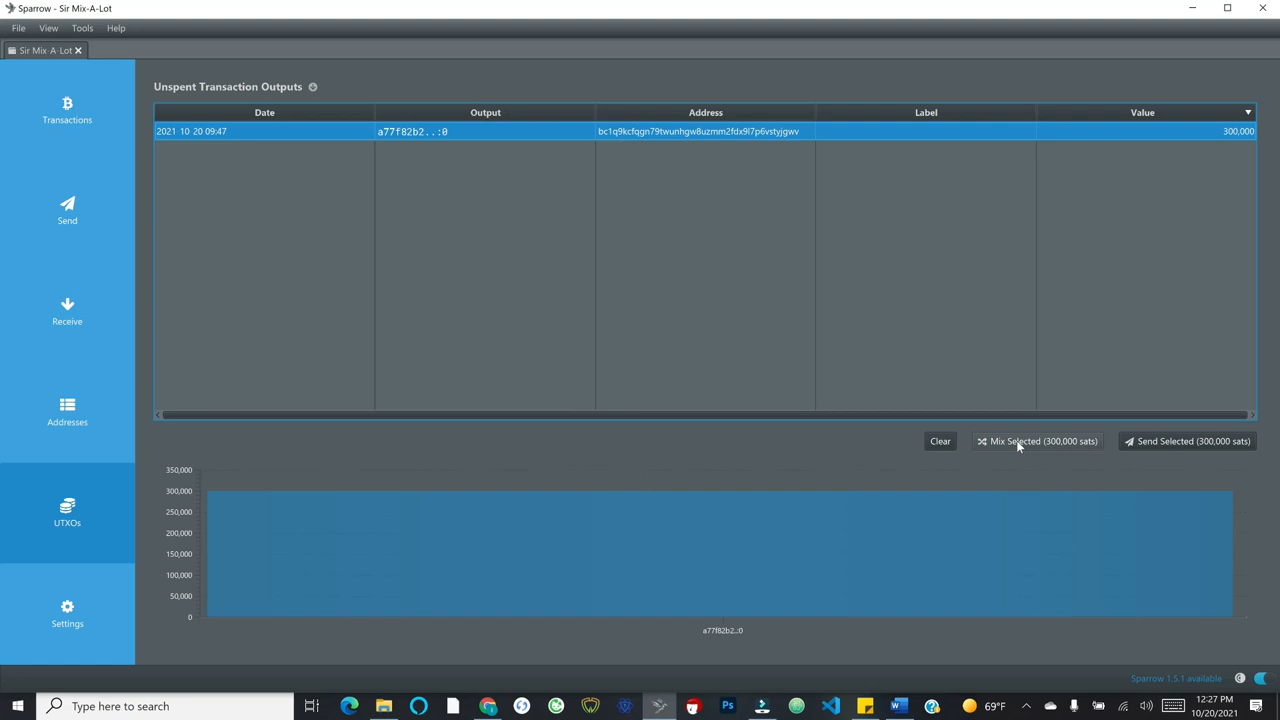 Sparrow - Sir Mix-A-Lot
File View Tools Help
Sir Mix-A-Lot
Transactions
Send
Receive
Addresses
UTXOs
Settings
Unspent Transaction Outputs
Date Output Address Label Value
2021 10 20 09:47 a77f82b2..:0 bc1q9kcfqgn79twunhgw8uzmm2fdx9l7p6vstyjgwv 300,000
Clear Mix Selected (300,000 sats) Send Selected (300,000 sats)
350,000
300,000
250,000
200,000
150,000
100,000
50,000
0
a77f82b2..:0
Sparrow 1.5.1 available
Type here to search
69°F
12:27 PM
10/20/2021